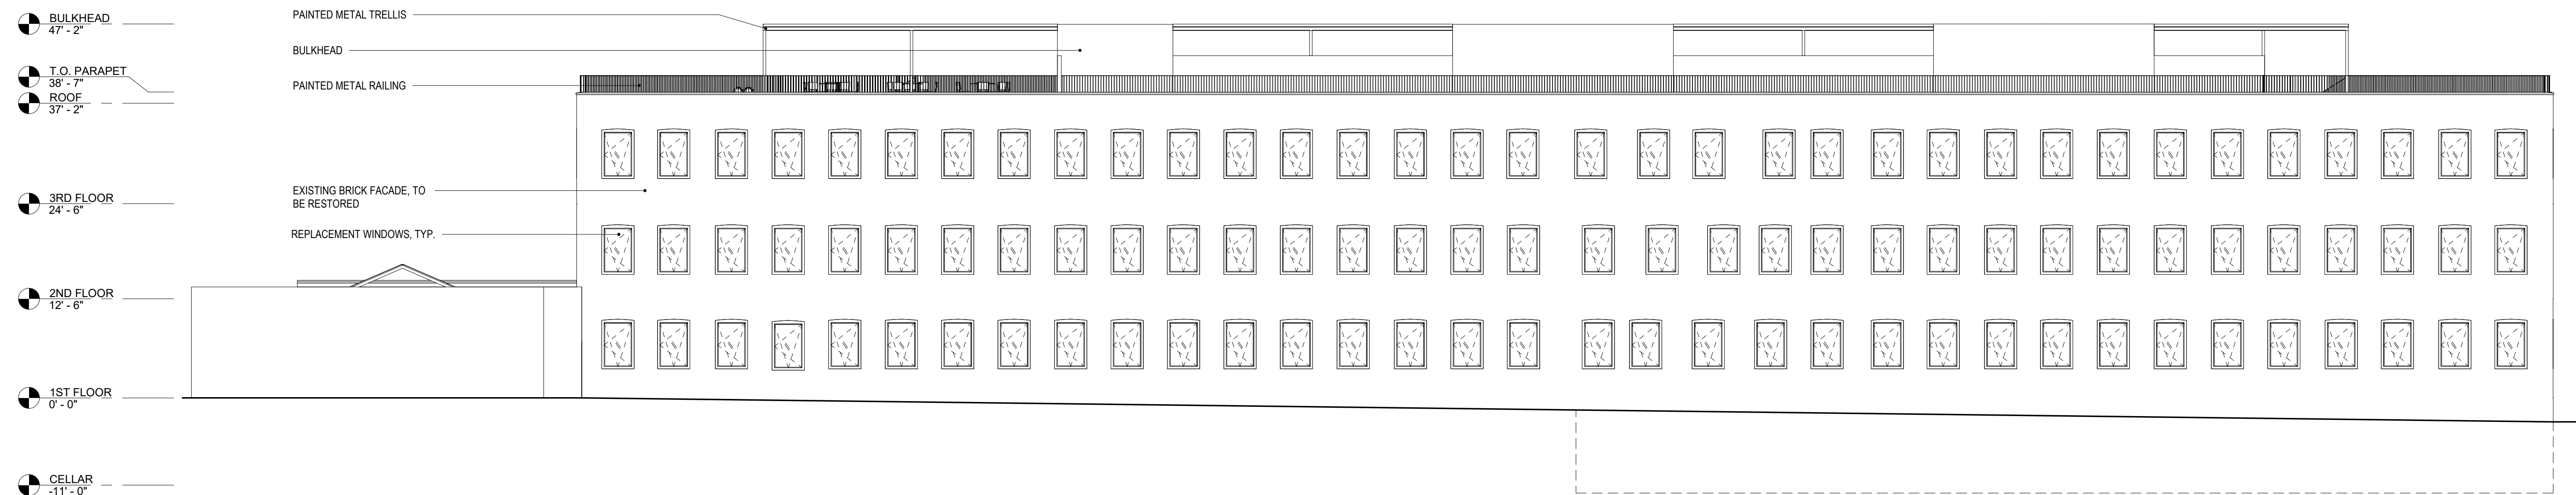 BULKHEAD
47' - 2"
T.O. PARAPET
38' - 7"
ROOF
37' - 2"
3RD FLOOR
24' - 6"
2ND FLOOR
12' - 6"
1ST FLOOR
0' - 0"
CELLAR
-11' - 0"
PAINTED METAL TRELLIS
BULKHEAD
PAINTED METAL RAILING
EXISTING BRICK FACADE, TO
BE RESTORED
REPLACEMENT WINDOWS, TYP.